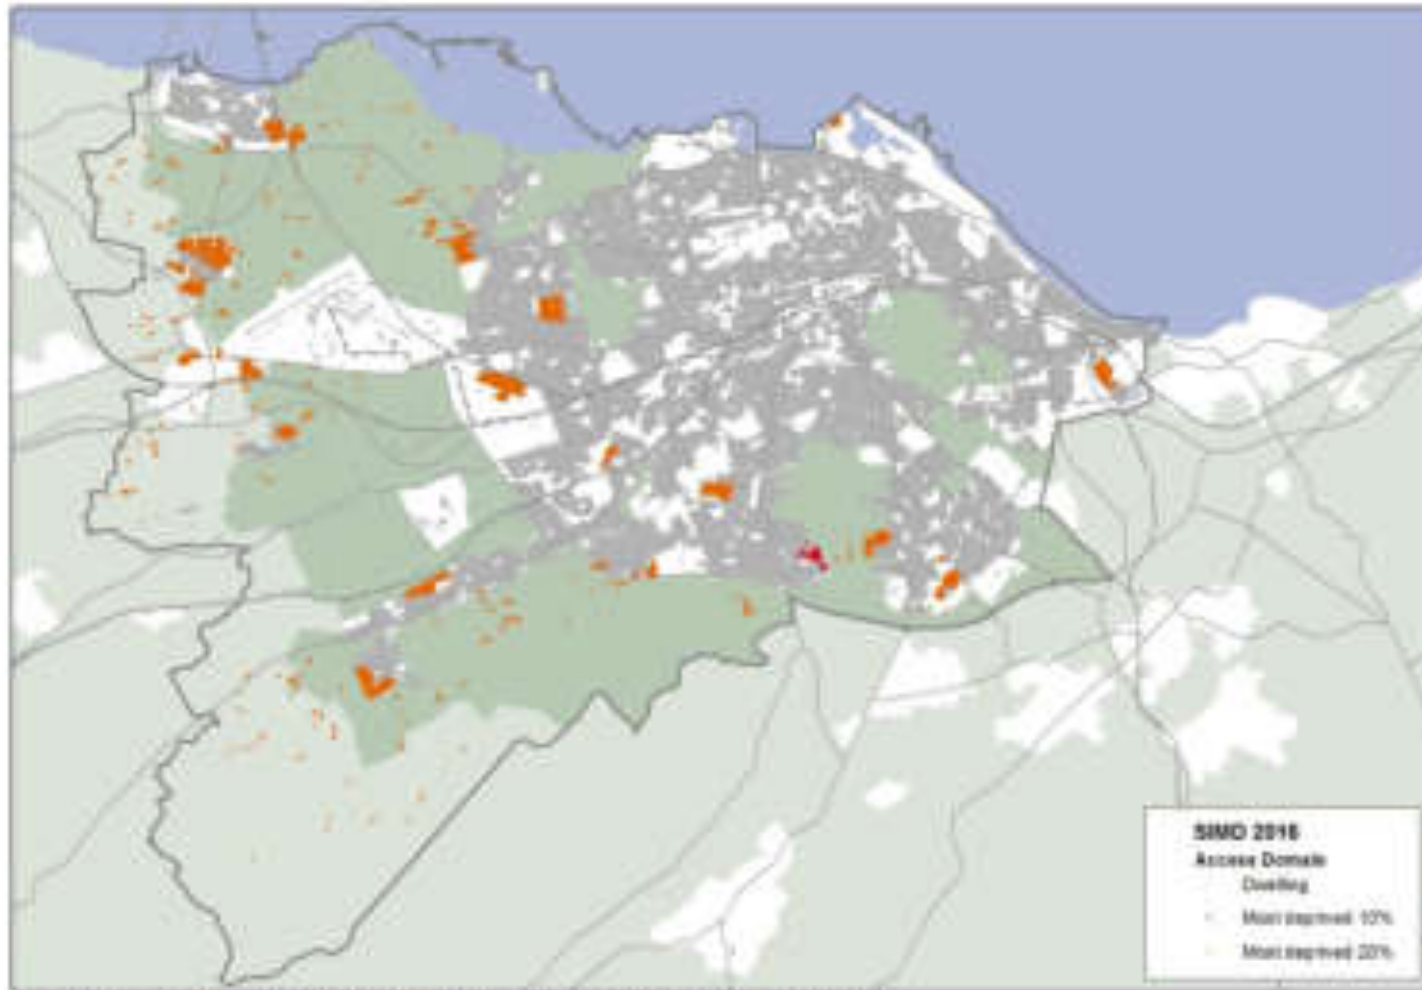 SIMD 2016
Access Domain
Dwelling
Most deprived 10%
Most deprived 20%